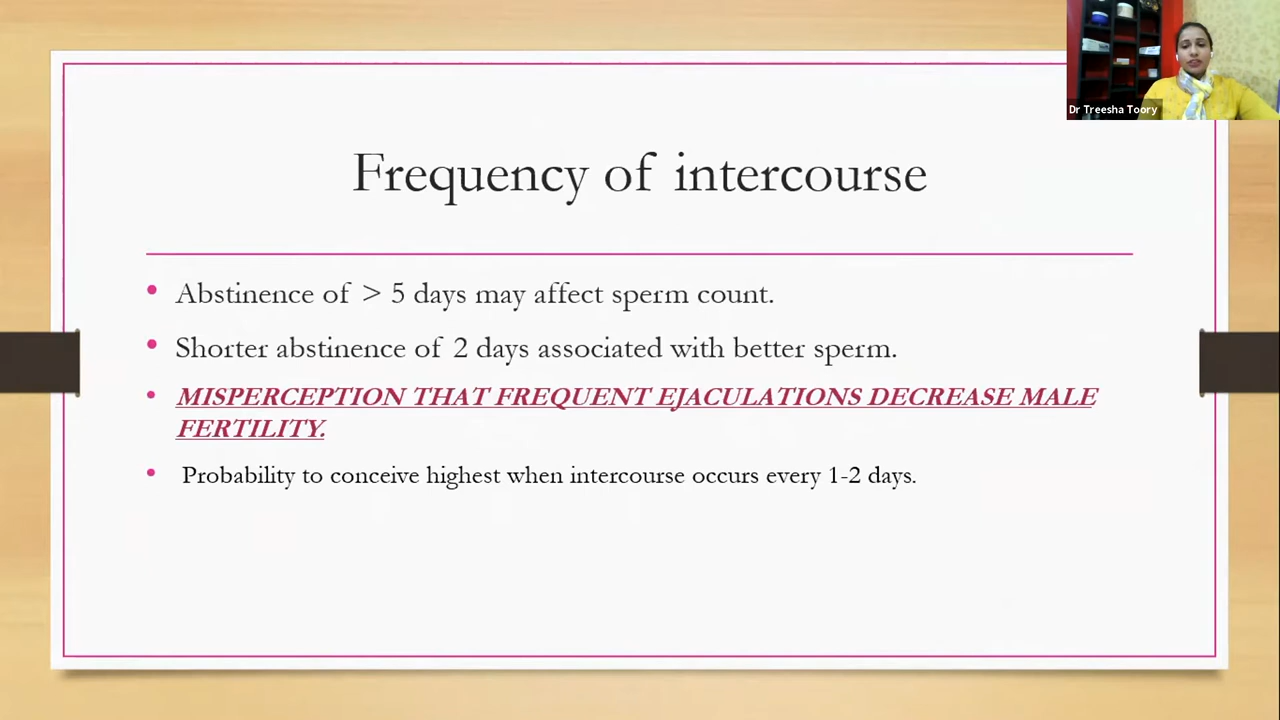 Dr Treesha Toory
Frequency of intercourse
• Abstinence of > 5 days may affect sperm count.
• Shorter abstinence of 2 days associated with better sperm.
• MISPERCEPTION THAT FREQUENT EJACULATIONS DECREASE MALE
FERTILITY.
• Probability to conceive highest when intercourse occurs every 1-2 days.